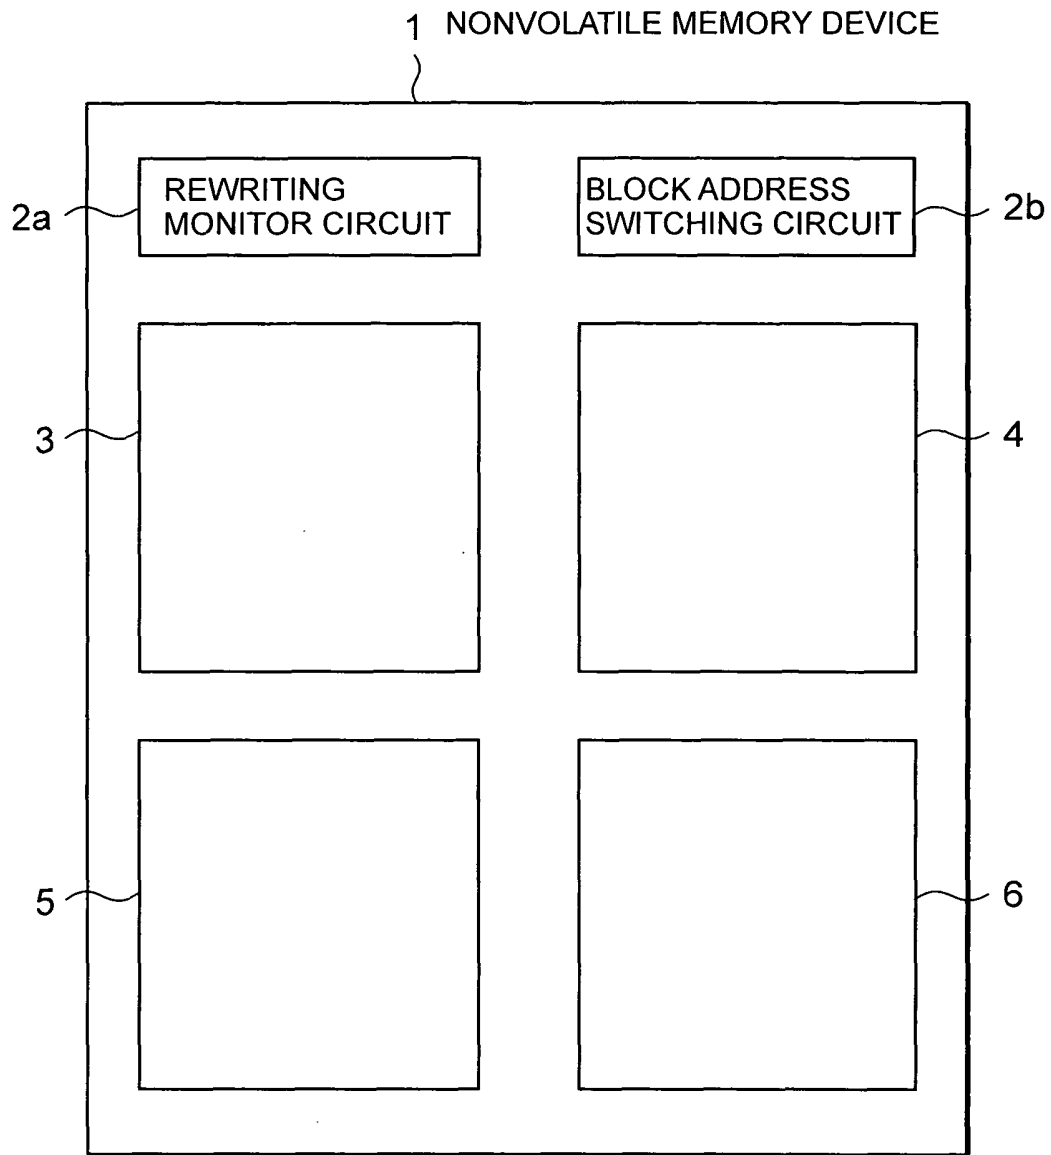 1 NONVOLATILE MEMORY DEVICE
2a
REWRITING
MONITOR CIRCUIT
BLOCK ADDRESS
SWITCHING CIRCUIT
2b
3
4
5
6